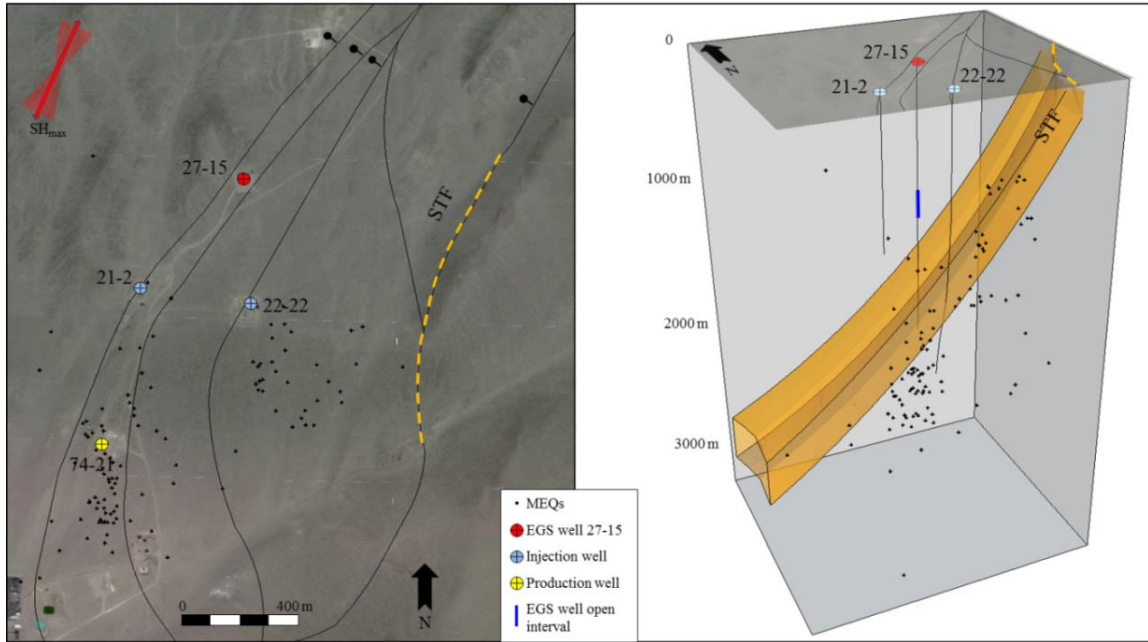 SHmax
27-15
STF
21-2
22-22
74-21
0
400 m
N
MEQs
EGS well 27-15
Injection well
Production well
EGS well open
interval
0
N
27-15
21-2
22-22
STF
1000 m
2000 m
3000 m